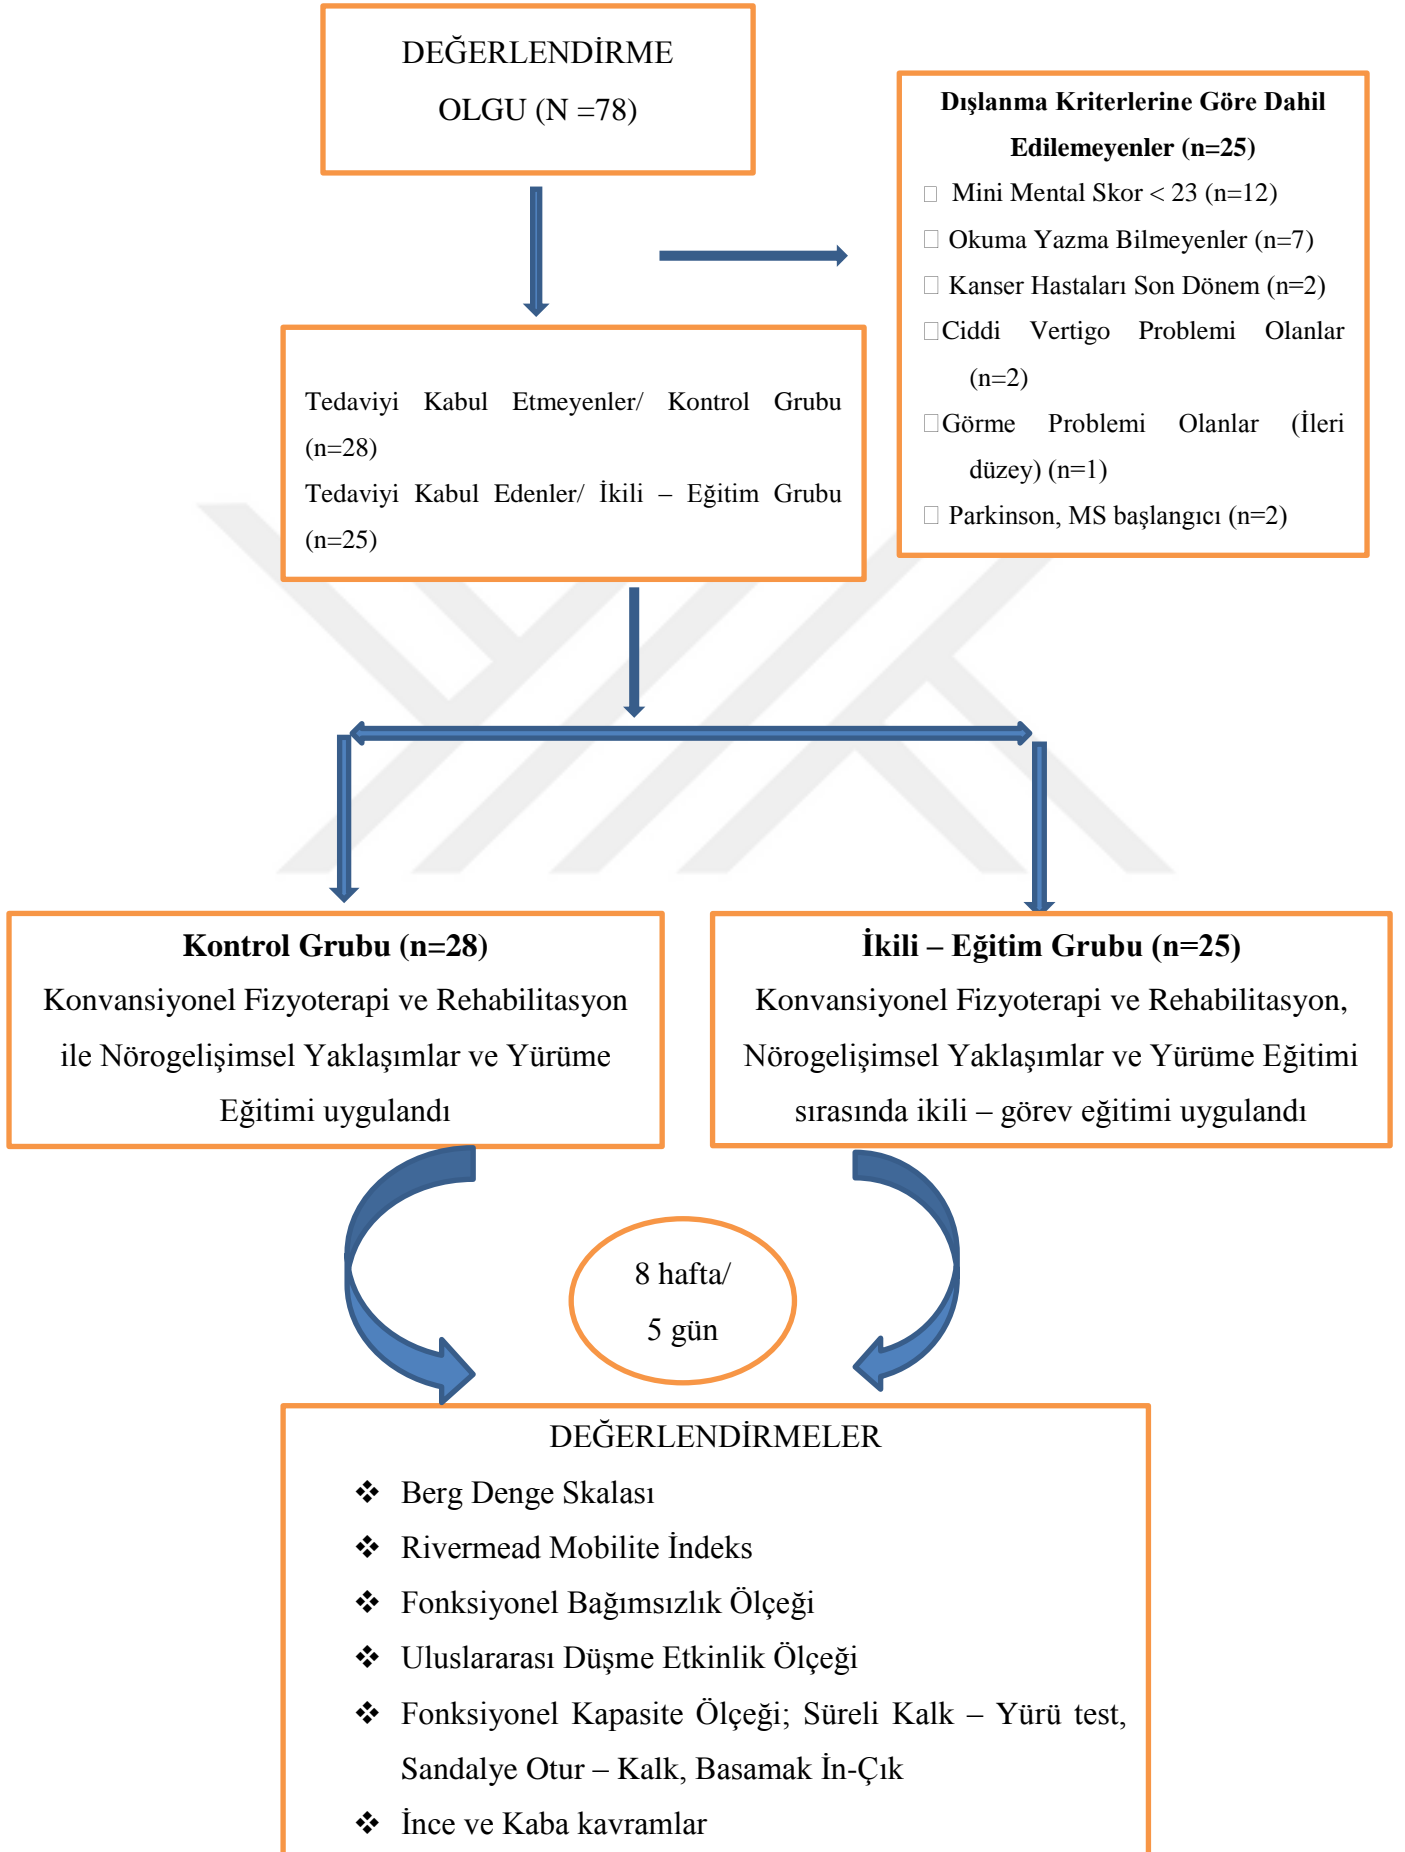 DEĞERLENDİRME
OLGU (N =78)
Dışlanma Kriterlerine Göre Dahil
Edilemeyenler (n=25)
Mini Mental Skor < 23 (n=12)
Okuma Yazma Bilmeyenler (n=7)
Kanser Hastaları Son Dönem (n=2)
Ciddi Vertigo Problemi Olanlar
(n=2)
Görme Problemi Olanlar (İleri
düzey) (n=1)
Parkinson, MS başlangıcı (n=2)
Tedaviyi Kabul Etmeyenler/ Kontrol Grubu
(n=28)
Tedaviyi Kabul Edenler/ İkili – Eğitim Grubu
(n=25)
Kontrol Grubu (n=28)
Konvansiyonel Fizyoterapi ve Rehabilitasyon
ile Nörogelişimsel Yaklaşımlar ve Yürüme
Eğitimi uygulandı
İkili – Eğitim Grubu (n=25)
Konvansiyonel Fizyoterapi ve Rehabilitasyon,
Nörogelişimsel Yaklaşımlar ve Yürüme Eğitimi
sırasında ikili – görev eğitimi uygulandı
8 hafta/
5 gün
DEĞERLENDİRMELER
❖ Berg Denge Skalası
❖ Rivermead Mobilite İndeks
❖ Fonksiyonel Bağımsızlık Ölçeği
❖ Uluslararası Düşme Etkinlik Ölçeği
❖ Fonksiyonel Kapasite Ölçeği; Süreli Kalk – Yürü test,
Sandalye Otur – Kalk, Basamak İn-Çık
❖ İnce ve Kaba kavramlar